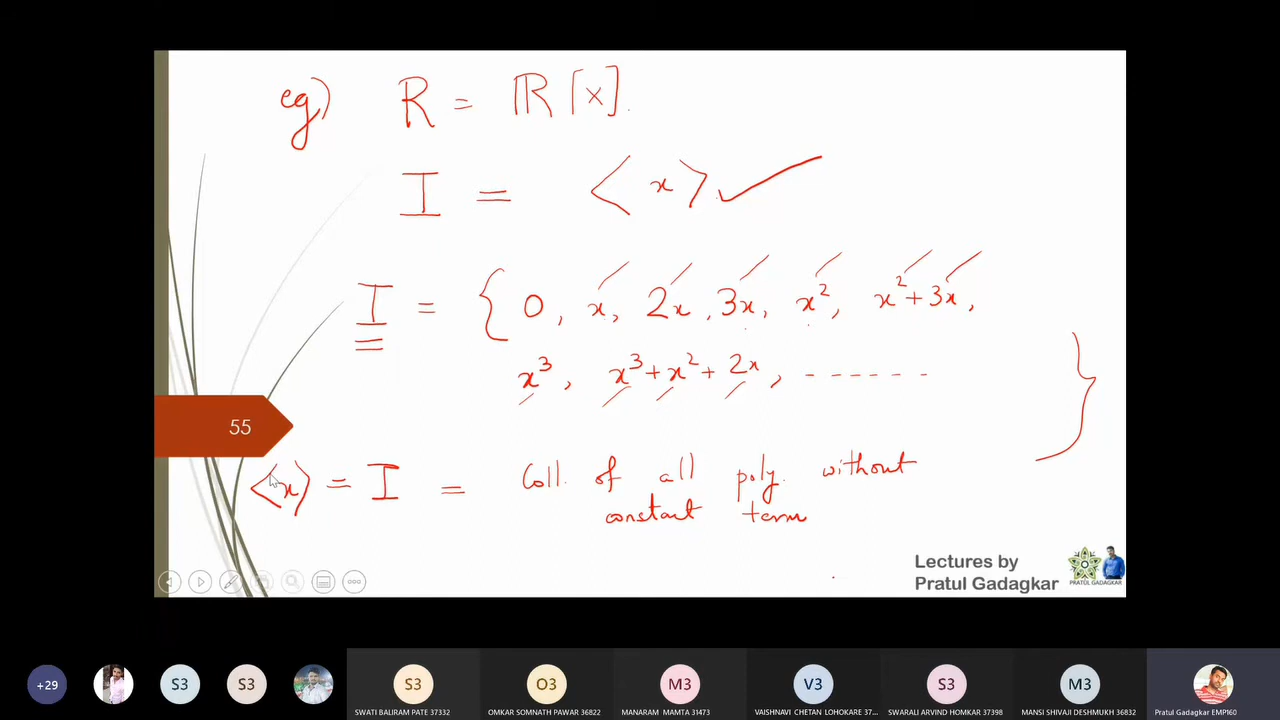 eg) R = ℝ[x].
I = <x> ✓
I = { 0, x, 2x, 3x, x², x²+3x,
x³, x³+x²+2x, ------ }
55
<x> = I = Coll. of all poly. without
constant term
Lectures by
Pratul Gadagkar
PRATUL GADAGKAR
+29
S3
S3
S3
O3
M3
V3
S3
M3
SWATI BALIRAM PATE 37332
OMKAR SOMNATH PAWAR 36822
MANARAM MAMTA 31473
VAISHNAVI CHETAN LOHOKARE 37...
SWARALI ARVIND HOMKAR 37398
MANSI SHIVAJI DESHMUKH 36832
Pratul Gadagkar EMP160